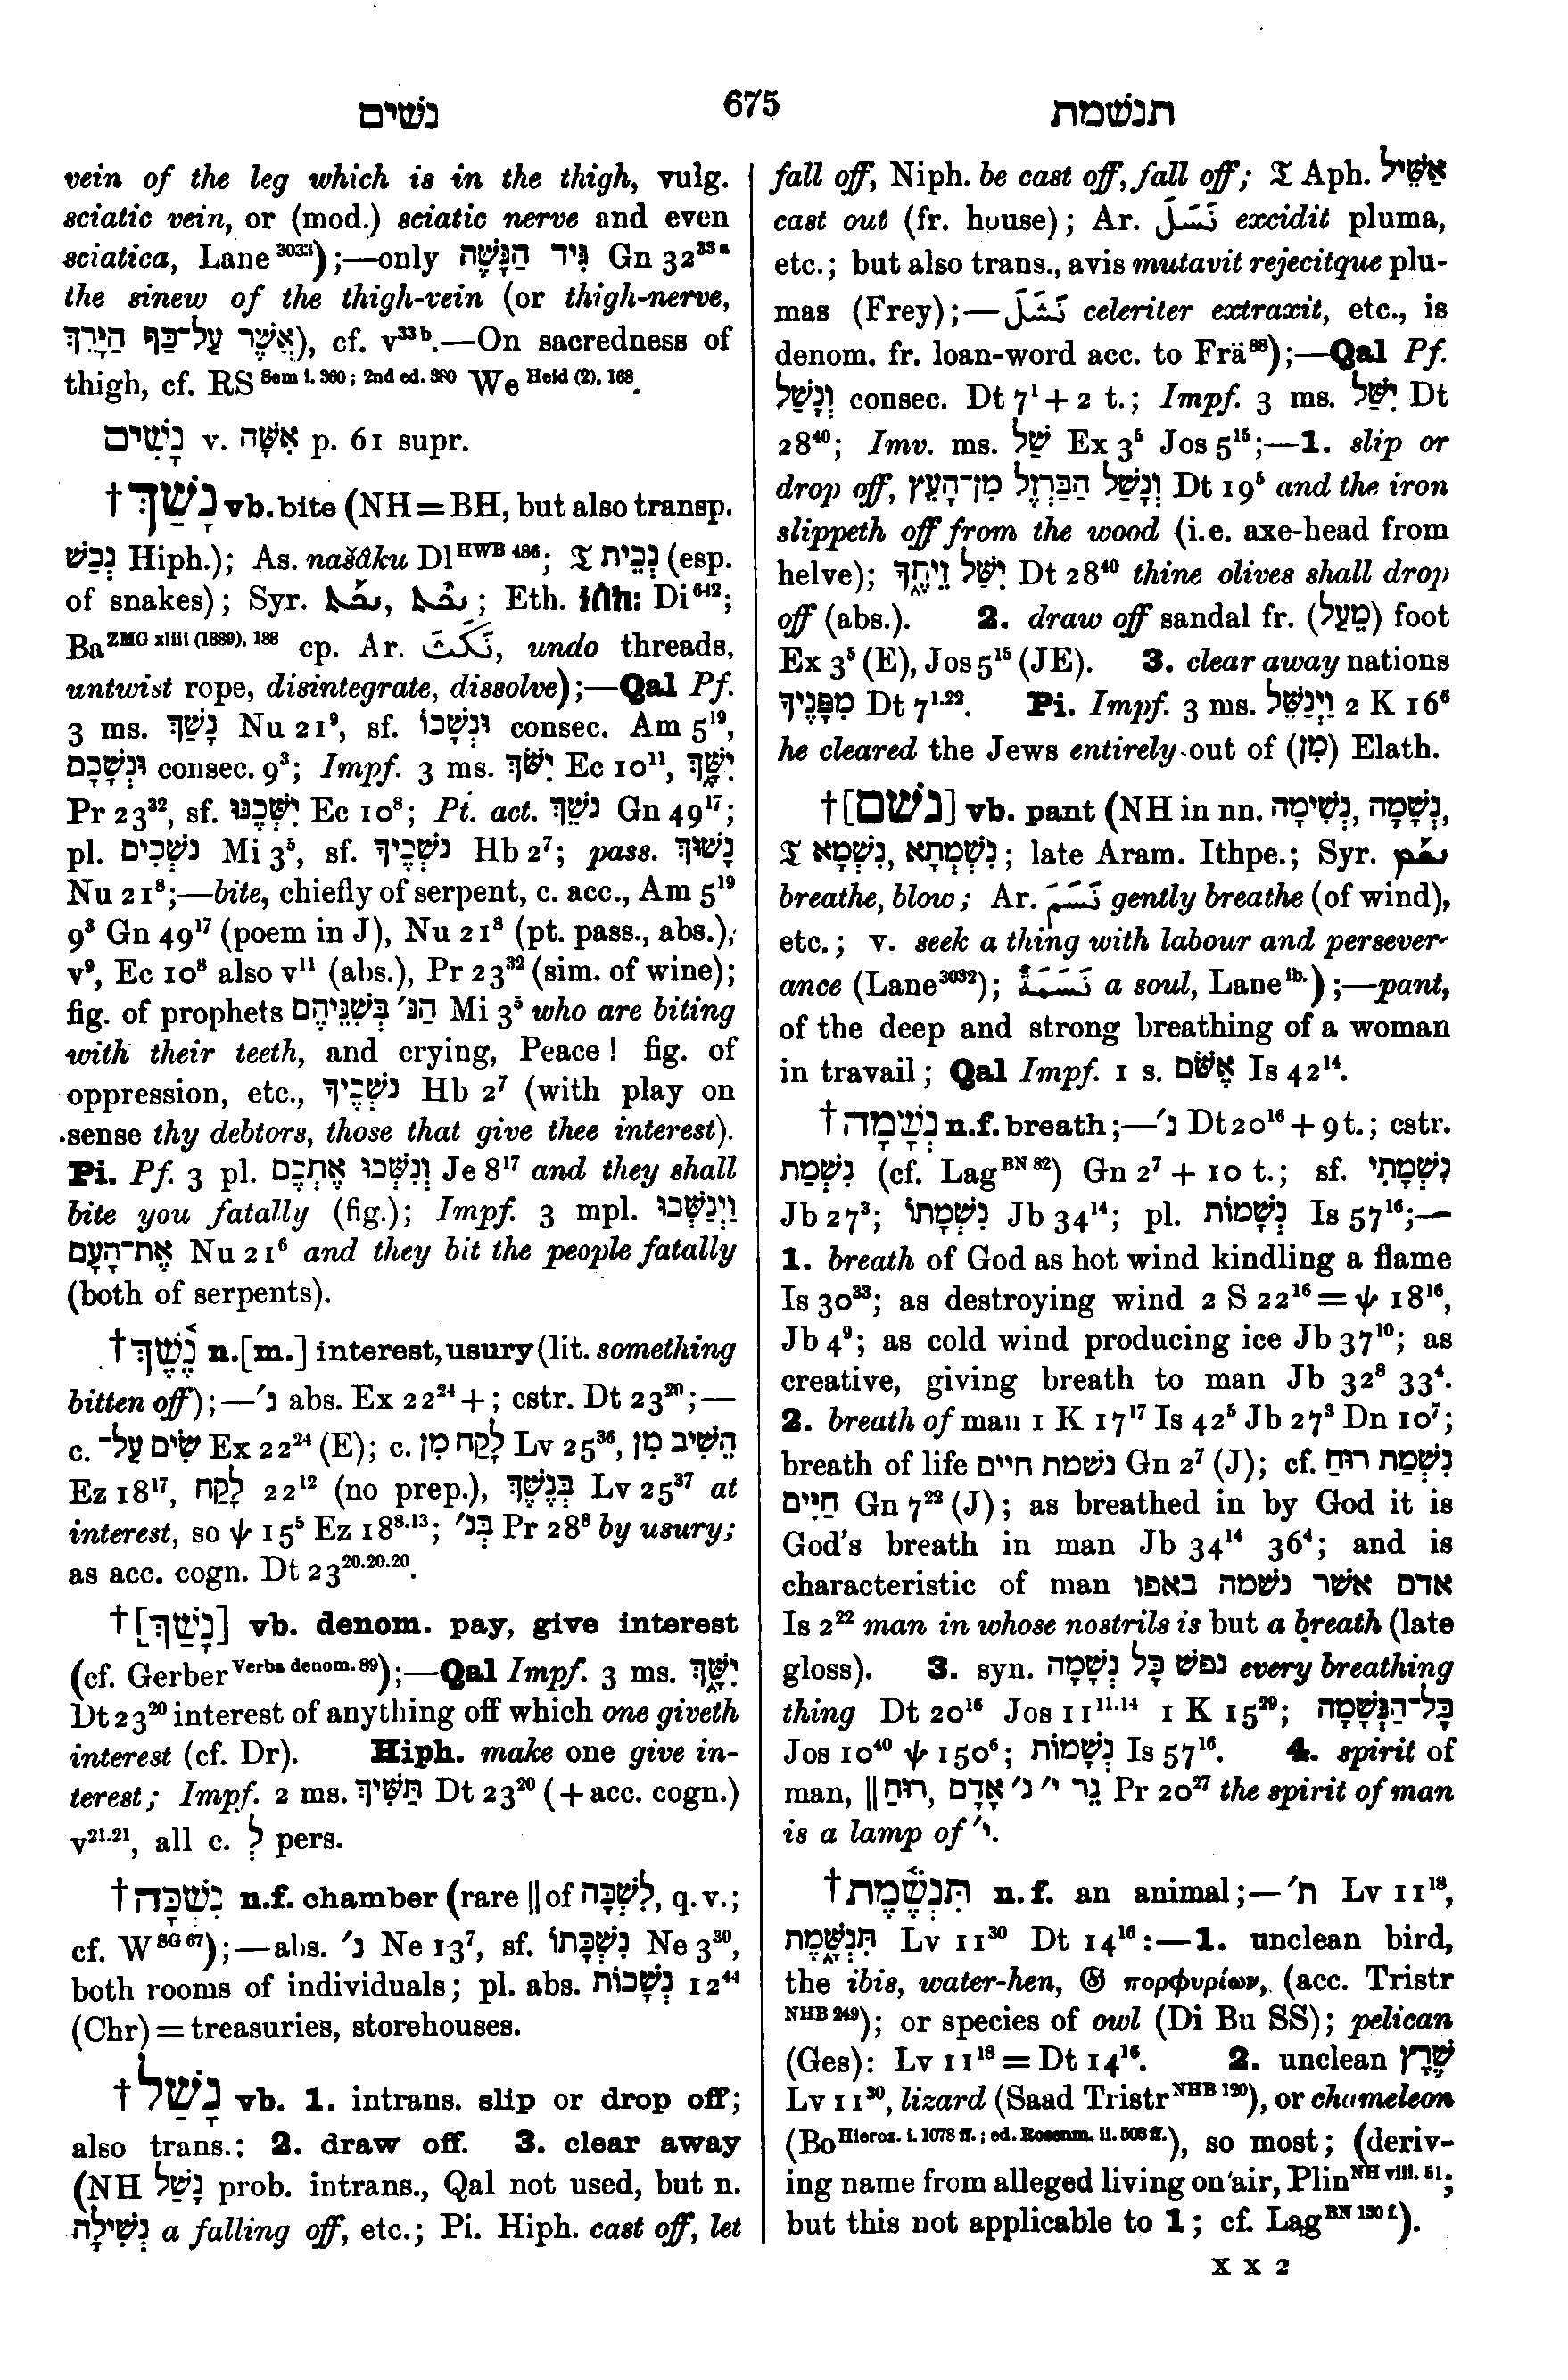 נשׁים
675
תנשׁמת
vein of the leg which is in the thigh, vulg.
sciatic vein, or (mod.) sciatic nerve and even
sciatica, Lane 3033);—only גִּיד הַנָּשֶׁה Gn 32 33 a
the sinew of the thigh-vein (or thigh-nerve,
אֲשֶׁר עַל־כַּף הַיָּרֵךְ), cf. v 33 b.—On sacredness of
thigh, cf. RS Sem i. 360; 2nd ed. 380 We Heid (2), 168.
נָשִׁים v. אִשָּׁה p. 61 supr.
†נָשַׁךְ vb. bite (NH = BH, but also transp.
נְכַשׁ Hiph.); As. našâku Dl HWB 486; 𝔗 נְכֵית (esp.
of snakes); Syr. Eth. Di 642;
Ba ZMG xliii (1889), 188 cp. Ar. نَكَثَ, undo threads,
untwist rope, disintegrate, dissolve);—Qal Pf.
3 ms. נָשַׁךְ Nu 21 9, sf. וּנְשָׁכוֹ consec. Am 5 19,
וּנְשָׁכָם consec. 9 3; Impf. 3 ms. יִשֹּׁךְ Ec 10 11, יִשָּׁ֑ךְ
Pr 23 32, sf. יִשְּׁכֶנּוּ Ec 10 8; Pt. act. נֹשֵׁךְ Gn 49 17;
pl. נֹשְׁכִים Mi 3 5, sf. נֹשְׁכֶיךָ Hb 2 7; pass. נָשׁוּךְ
Nu 21 8;—bite, chiefly of serpent, c. acc., Am 5 19
9 3 Gn 49 17 (poem in J), Nu 21 8 (pt. pass., abs.),
v 9, Ec 10 8 also v 11 (abs.), Pr 23 32 (sim. of wine);
fig. of prophets הַנּ׳ בְּשִׁנֵּיהֶם Mi 3 5 who are biting
with their teeth, and crying, Peace! fig. of
oppression, etc., נֹשְׁכֶיךָ Hb 2 7 (with play on
sense thy debtors, those that give thee interest).
Pi. Pf. 3 pl. וְנִשְּׁכוּ אֶתְכֶם Je 8 17 and they shall
bite you fatally (fig.); Impf. 3 mpl. וַיְנַשְּׁכוּ
אֶת־הָעָם Nu 21 6 and they bit the people fatally
(both of serpents).
†נֶ֫שֶׁךְ n.[m.] interest, usury (lit. something
bitten off);—נ׳ abs. Ex 22 24 +; cstr. Dt 23 20;—
c. שִׂים עַל־ Ex 22 24 (E); c. לָקַח מִן Lv 25 36, הֵשִׁיב מִן
Ez 18 17, לָקַח 22 12 (no prep.), בְּנֶשֶׁךְ Lv 25 37 at
interest, so ψ 15 5 Ez 18 8.13; בְּנ׳ Pr 28 8 by usury;
as acc. cogn. Dt 23 20.20.20.
†[נָשַׁךְ] vb. denom. pay, give interest
(cf. Gerber Verba denom. 89);—Qal Impf. 3 ms. יִשָּׁ֑ךְ
Dt 23 20 interest of anything off which one giveth
interest (cf. Dr). Hiph. make one give in-
terest; Impf. 2 ms. תַּשִּׁיךְ Dt 23 20 (+ acc. cogn.)
v 21.21, all c. לְ pers.
†נִשְׁכָּה n.f. chamber (rare || of לִשְׁכָּה, q.v.;
cf. W SG 67);—abs. נ׳ Ne 13 7, sf. נִשְׁכָּתוֹ Ne 3 30,
both rooms of individuals; pl. abs. נְשָׁכוֹת 12 44
(Chr) = treasuries, storehouses.
†נָשַׁל vb. 1. intrans. slip or drop off;
also trans.: 2. draw off. 3. clear away
(NH נָשַׁל prob. intrans., Qal not used, but n.
נְשִׁילָה a falling off, etc.; Pi. Hiph. cast off, let
fall off, Niph. be cast off, fall off; 𝔗 Aph. אַשֵּׁיל
cast out (fr. house); Ar. نَسَلَ excidit pluma,
etc.; but also trans., avis mutavit rejecitque plu-
mas (Frey);—نَشَلَ celeriter extraxit, etc., is
denom. fr. loan-word acc. to Frä 88);—Qal Pf.
וְנָשַׁל consec. Dt 7 1 + 2 t.; Impf. 3 ms. יִשַּׁל Dt
28 40; Imv. ms. שַׁל Ex 3 5 Jos 5 15;—1. slip or
drop off, וְנָשַׁל הַבַּרְזֶל מִן־הָעֵץ Dt 19 5 and the iron
slippeth off from the wood (i.e. axe-head from
helve); יִשַּׁל זֵיתֶ֑ךָ Dt 28 40 thine olives shall drop
off (abs.). 2. draw off sandal fr. (מֵעַל) foot
Ex 3 5 (E), Jos 5 15 (JE). 3. clear away nations
מִפָּנֶיךָ Dt 7 1.22. Pi. Impf. 3 ms. וַיְנַשֵּׁל 2 K 16 6
he cleared the Jews entirely out of (מִן) Elath.
†[נשׁם] vb. pant (NH in nn. נְשִׁימָה, נְשָׁמָה,
𝔗 נִשְׁמְתָא, נִשְׁמָא; late Aram. Ithpe.; Syr. ܢܫܡ
breathe, blow; Ar. نَسَمَ gently breathe (of wind),
etc.; v. seek a thing with labour and persever-
ance (Lane 3032); نَسَمَةٌ a soul, Lane ib.);—pant,
of the deep and strong breathing of a woman
in travail; Qal Impf. 1 s. אֶשֹּׁם Is 42 14.
†נְשָׁמָה n.f. breath;—נ׳ Dt 20 16 + 9 t.; cstr.
נִשְׁמַת (cf. Lag BN 82) Gn 2 7 + 10 t.; sf. נִשְׁמָתִי
Jb 27 3; נִשְׁמָתוֹ Jb 34 14; pl. נְשָׁמוֹת Is 57 16;—
1. breath of God as hot wind kindling a flame
Is 30 33; as destroying wind 2 S 22 16 = ψ 18 16,
Jb 4 9; as cold wind producing ice Jb 37 10; as
creative, giving breath to man Jb 32 8 33 4.
2. breath of man 1 K 17 17 Is 42 5 Jb 27 3 Dn 10 7;
breath of life נשׁמת חיים Gn 2 7 (J); cf. נִשְׁמַת רוּחַ
חַיִּים Gn 7 22 (J); as breathed in by God it is
God's breath in man Jb 34 14 36 4; and is
characteristic of man אדם אשׁר נשׁמה באפו
Is 2 22 man in whose nostrils is but a breath (late
gloss). 3. syn. נפשׁ כָּל נְשָׁמָה every breathing
thing Dt 20 16 Jos 11 11.14 1 K 15 29; כָּל־הַנְּשָׁמָה
Jos 10 40 ψ 150 6; נְשָׁמוֹת Is 57 16. 4. spirit of
man, || רוּחַ, נֵר י׳ נ׳ אָדָם Pr 20 27 the spirit of man
is a lamp of י׳.
†תִּנְשֶׁ֫מֶת n.f. an animal;—ת׳ Lv 11 18,
תִּנְשָׁ֑מֶת Lv 11 30 Dt 14 16:—1. unclean bird,
the ibis, water-hen, 𝔊 πορφυρίων, (acc. Tristr
NHB 249); or species of owl (Di Bu SS); pelican
(Ges): Lv 11 18 = Dt 14 16. 2. unclean שֶׁרֶץ
Lv 11 30, lizard (Saad Tristr NHB 120), or chameleon
(Bo Hieroz. i. 1078 ff.; ed. Rosenm. ii. 503 ff.), so most; (deriv-
ing name from alleged living on air, Plin NH viii. 51;
but this not applicable to 1; cf. Lag BN 130 f.).
X X 2